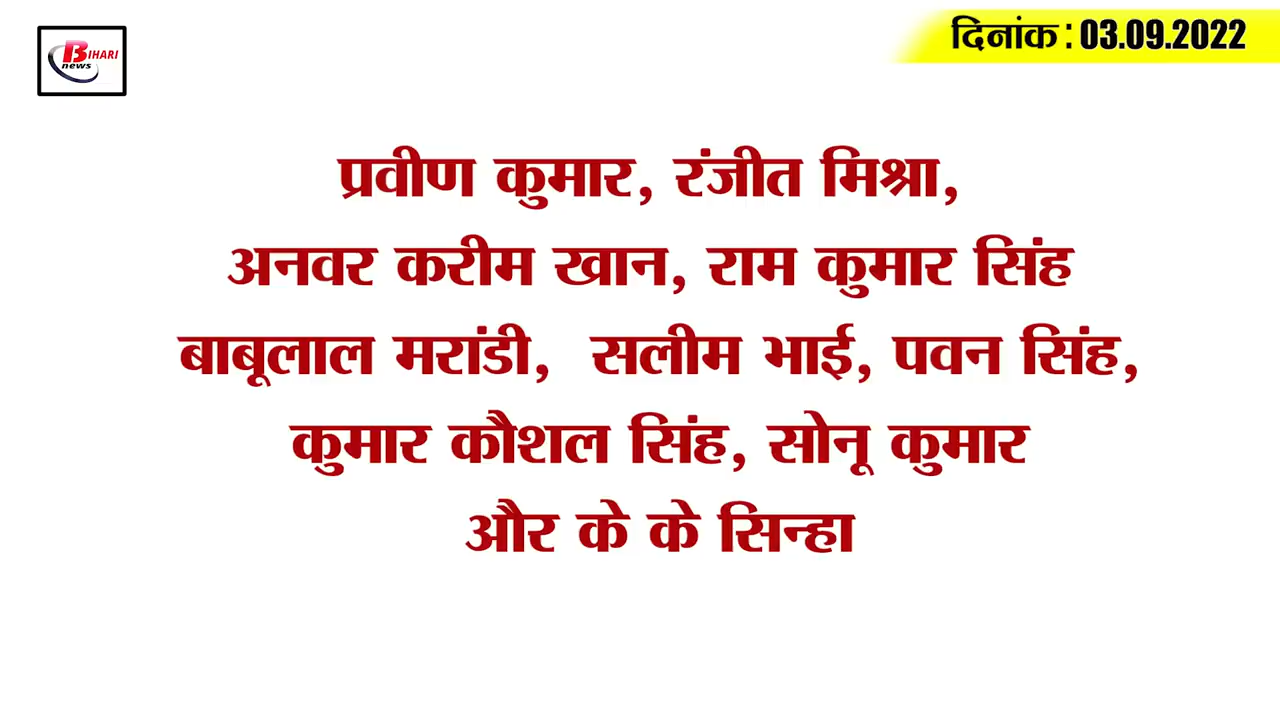 BIHARI
news
दिनांक : 03.09.2022
प्रवीण कुमार, रंजीत मिश्रा,
अनवर करीम खान, राम कुमार सिंह
बाबूलाल मरांडी, सलीम भाई, पवन सिंह,
कुमार कौशल सिंह, सोनू कुमार
और के के सिन्हा